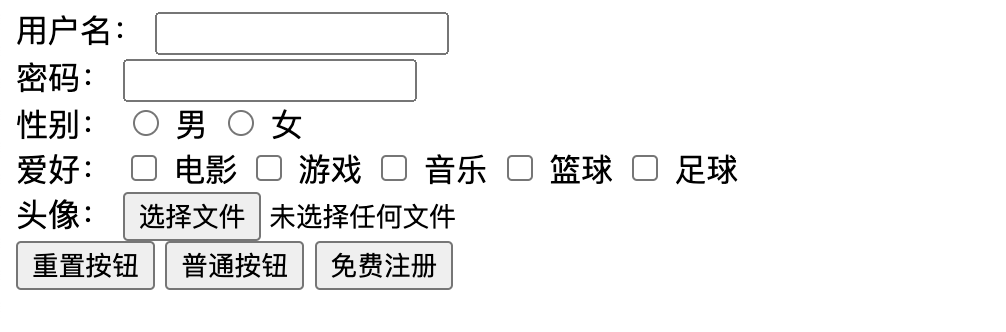 用户名：
密码：
性别： 男 女
爱好： 电影 游戏 音乐 篮球 足球
头像： 选择文件 未选择任何文件
重置按钮 普通按钮 免费注册